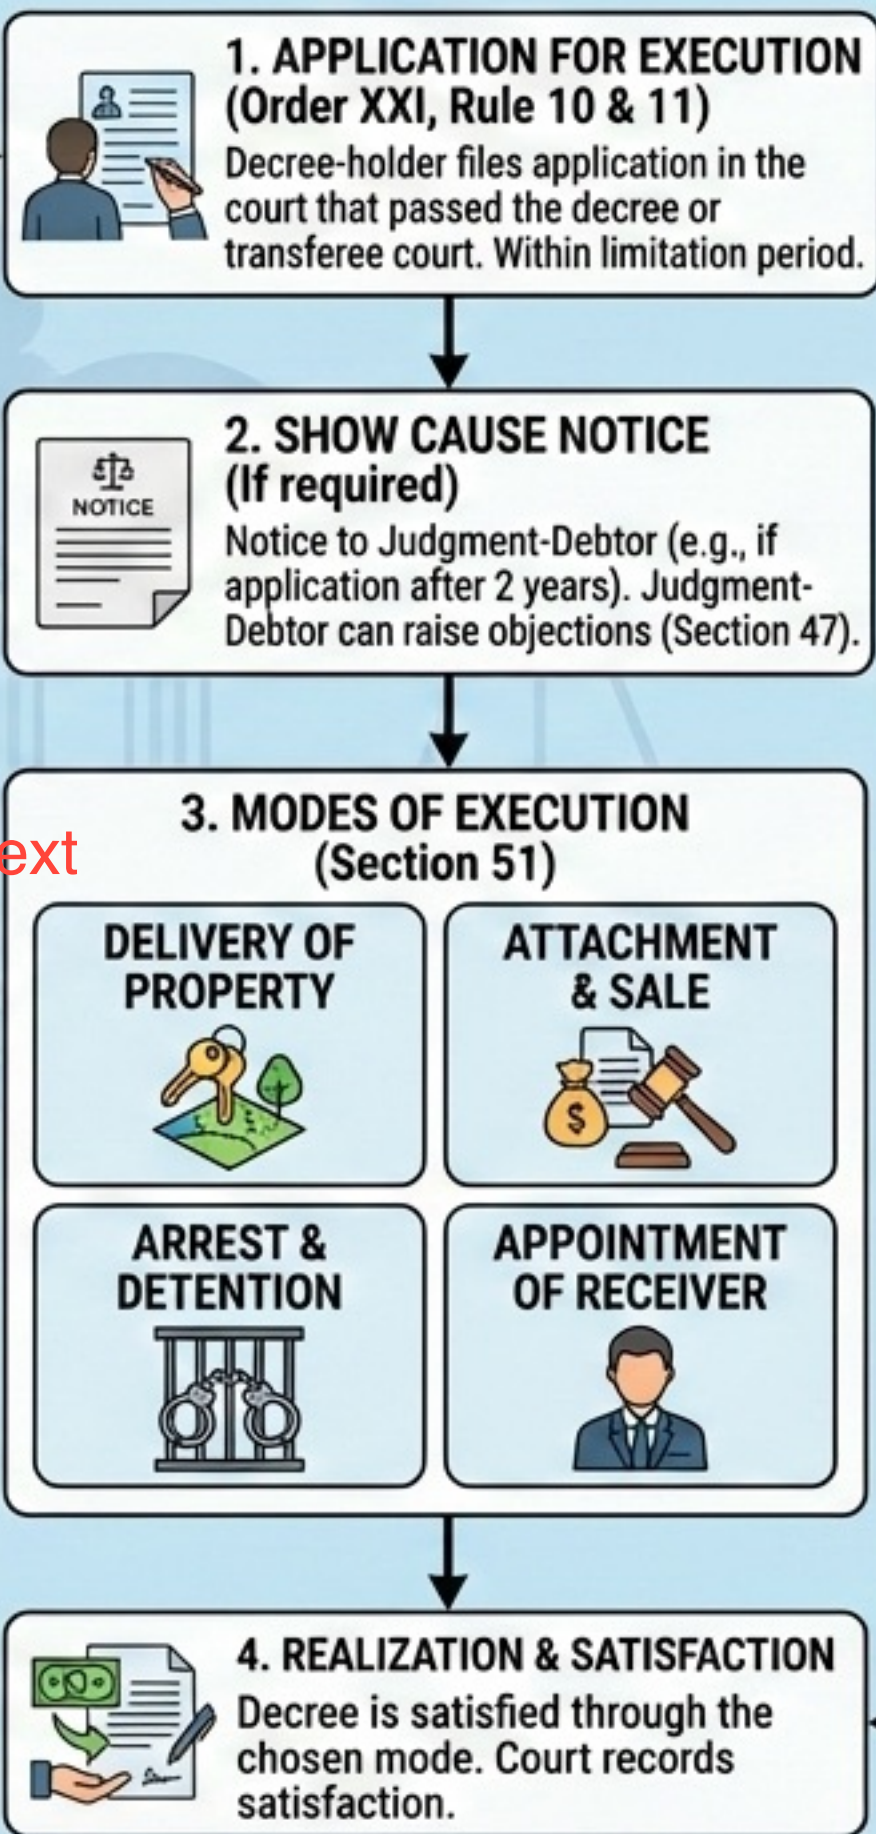 1. APPLICATION FOR EXECUTION
(Order XXI, Rule 10 & 11)
Decree-holder files application in the
court that passed the decree or
transferee court. Within limitation period.
NOTICE
2. SHOW CAUSE NOTICE
(If required)
Notice to Judgment-Debtor (e.g., if
application after 2 years). Judgment-
Debtor can raise objections (Section 47).
3. MODES OF EXECUTION
(Section 51)
ext
DELIVERY OF
PROPERTY
ATTACHMENT
& SALE
$
ARREST &
DETENTION
APPOINTMENT
OF RECEIVER
4. REALIZATION & SATISFACTION
Decree is satisfied through the
chosen mode. Court records
satisfaction.